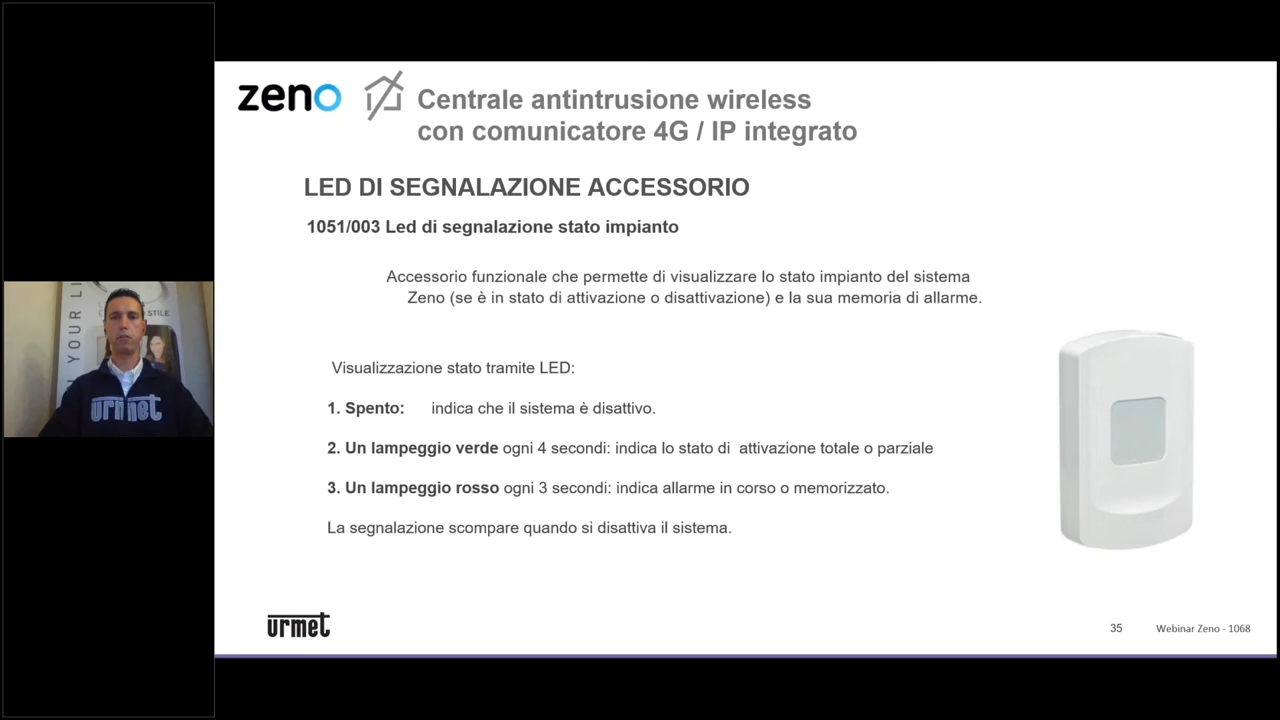 zeno
Centrale antintrusione wireless
con comunicatore 4G / IP integrato
LED DI SEGNALAZIONE ACCESSORIO
1051/003 Led di segnalazione stato impianto
Accessorio funzionale che permette di visualizzare lo stato impianto del sistema
Zeno (se è in stato di attivazione o disattivazione) e la sua memoria di allarme.
Visualizzazione stato tramite LED:
1. Spento: indica che il sistema è disattivo.
2. Un lampeggio verde ogni 4 secondi: indica lo stato di attivazione totale o parziale
3. Un lampeggio rosso ogni 3 secondi: indica allarme in corso o memorizzato.
La segnalazione scompare quando si disattiva il sistema.
urmet
35
Webinar Zeno - 1068
YOUR
STILE
urmet